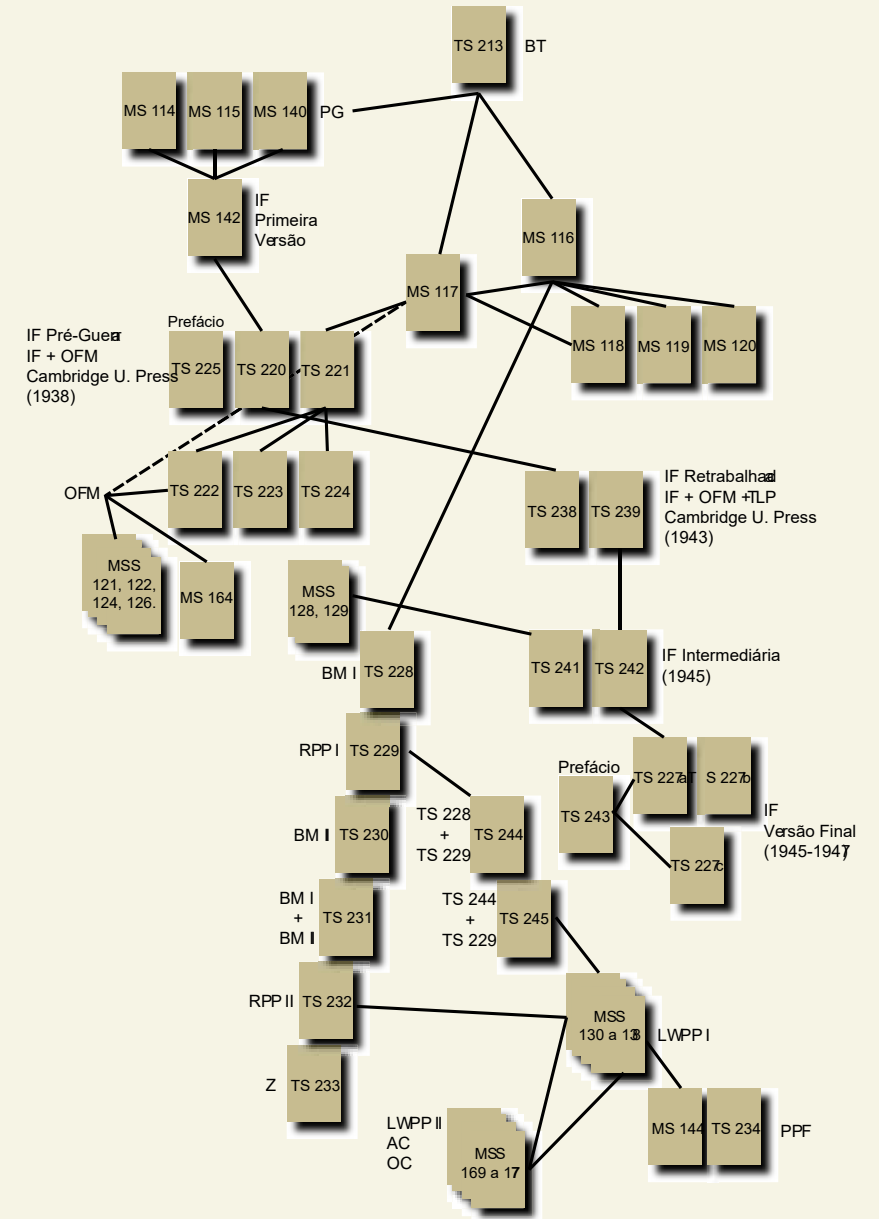 TS 213
BT
MS 114
MS 115
MS 140
PG
MS 142
IF
Primeira
Versão
MS 116
MS 117
MS 118
MS 119
MS 120
IF Pré-Guerra
IF + OFM
Cambridge U. Press
(1938)
Prefácio
TS 225
TS 220
TS 221
OFM
TS 222
TS 223
TS 224
TS 238
TS 239
IF Retrabalhad
IF + OFM +TLP
Cambridge U. Press
(1943)
MSS
121, 122,
124, 126.
MS 164
MSS
128, 129
BM I
TS 228
TS 241
TS 242
IF Intermediária
(1945)
RPP I
TS 229
Prefácio
TS 243
TS 227a
TS 227b
TS 227c
IF
Versão Final
(1945-1947)
BM II
TS 230
TS 228
+
TS 229
TS 244
BM I
+
BM II
TS 231
TS 244
+
TS 229
TS 245
RPP II
TS 232
MSS
130 a 138
LWPP I
Z
TS 233
MS 144
TS 234
PPF
LWPP II
AC
OC
MSS
169 a 17